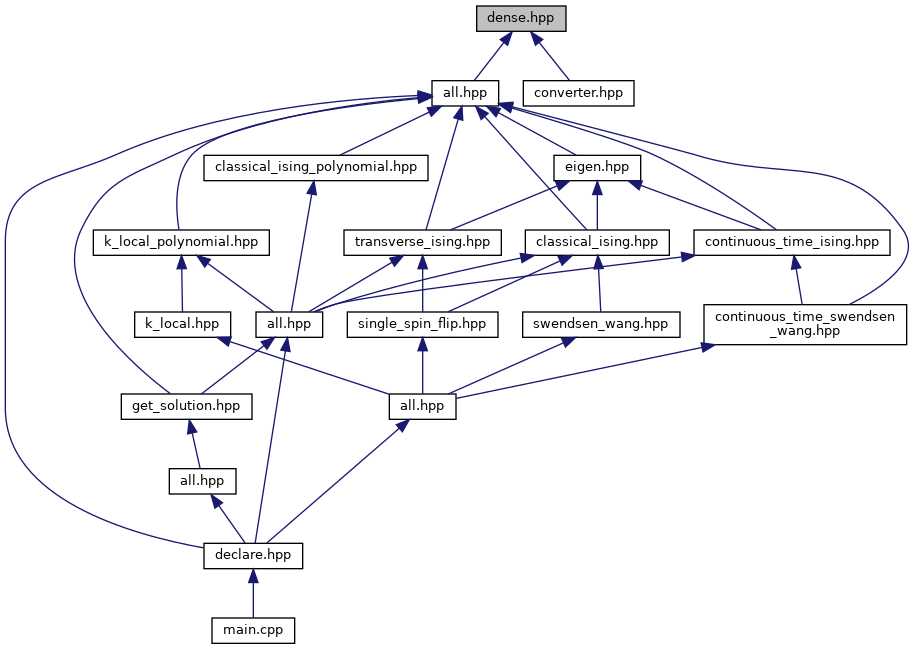 dense.hpp
all.hpp
converter.hpp
classical_ising_polynomial.hpp
eigen.hpp
k_local_polynomial.hpp
transverse_ising.hpp
classical_ising.hpp
continuous_time_ising.hpp
k_local.hpp
all.hpp
single_spin_flip.hpp
swendsen_wang.hpp
continuous_time_swendsen
_wang.hpp
get_solution.hpp
all.hpp
all.hpp
declare.hpp
main.cpp